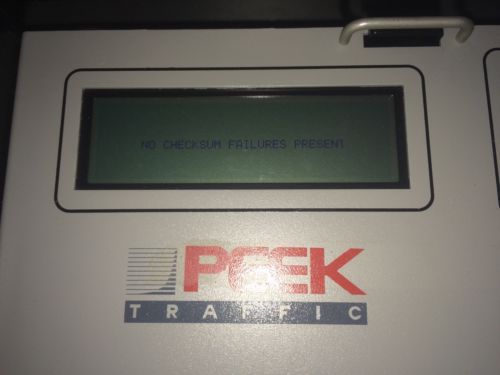 NO CHECKSUM FAILURES PRESENT
PEEK
TRAFFIC